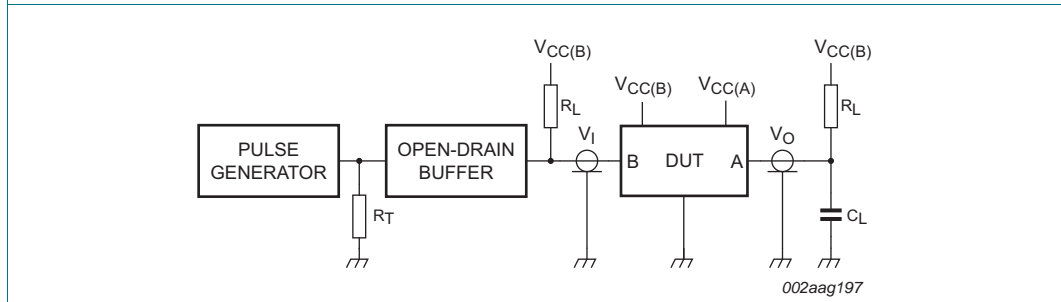 VCC(B)
VCC(B)
VCC(B)
VCC(A)
RL
RL
VI
VO
PULSE
GENERATOR
OPEN-DRAIN
BUFFER
B
DUT
A
RT
CL
002aag197